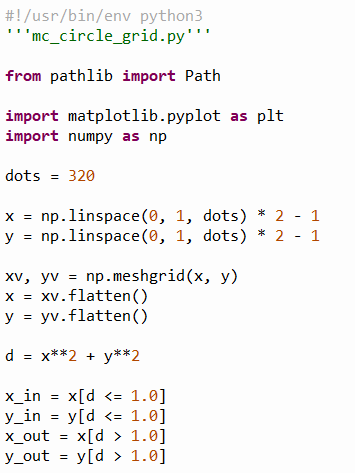 #!/usr/bin/env python3
'''mc_circle_grid.py'''
from pathlib import Path
import matplotlib.pyplot as plt
import numpy as np
dots = 320
x = np.linspace(0, 1, dots) * 2 - 1
y = np.linspace(0, 1, dots) * 2 - 1
xv, yv = np.meshgrid(x, y)
x = xv.flatten()
y = yv.flatten()
d = x**2 + y**2
x_in = x[d <= 1.0]
y_in = y[d <= 1.0]
x_out = x[d > 1.0]
y_out = y[d > 1.0]